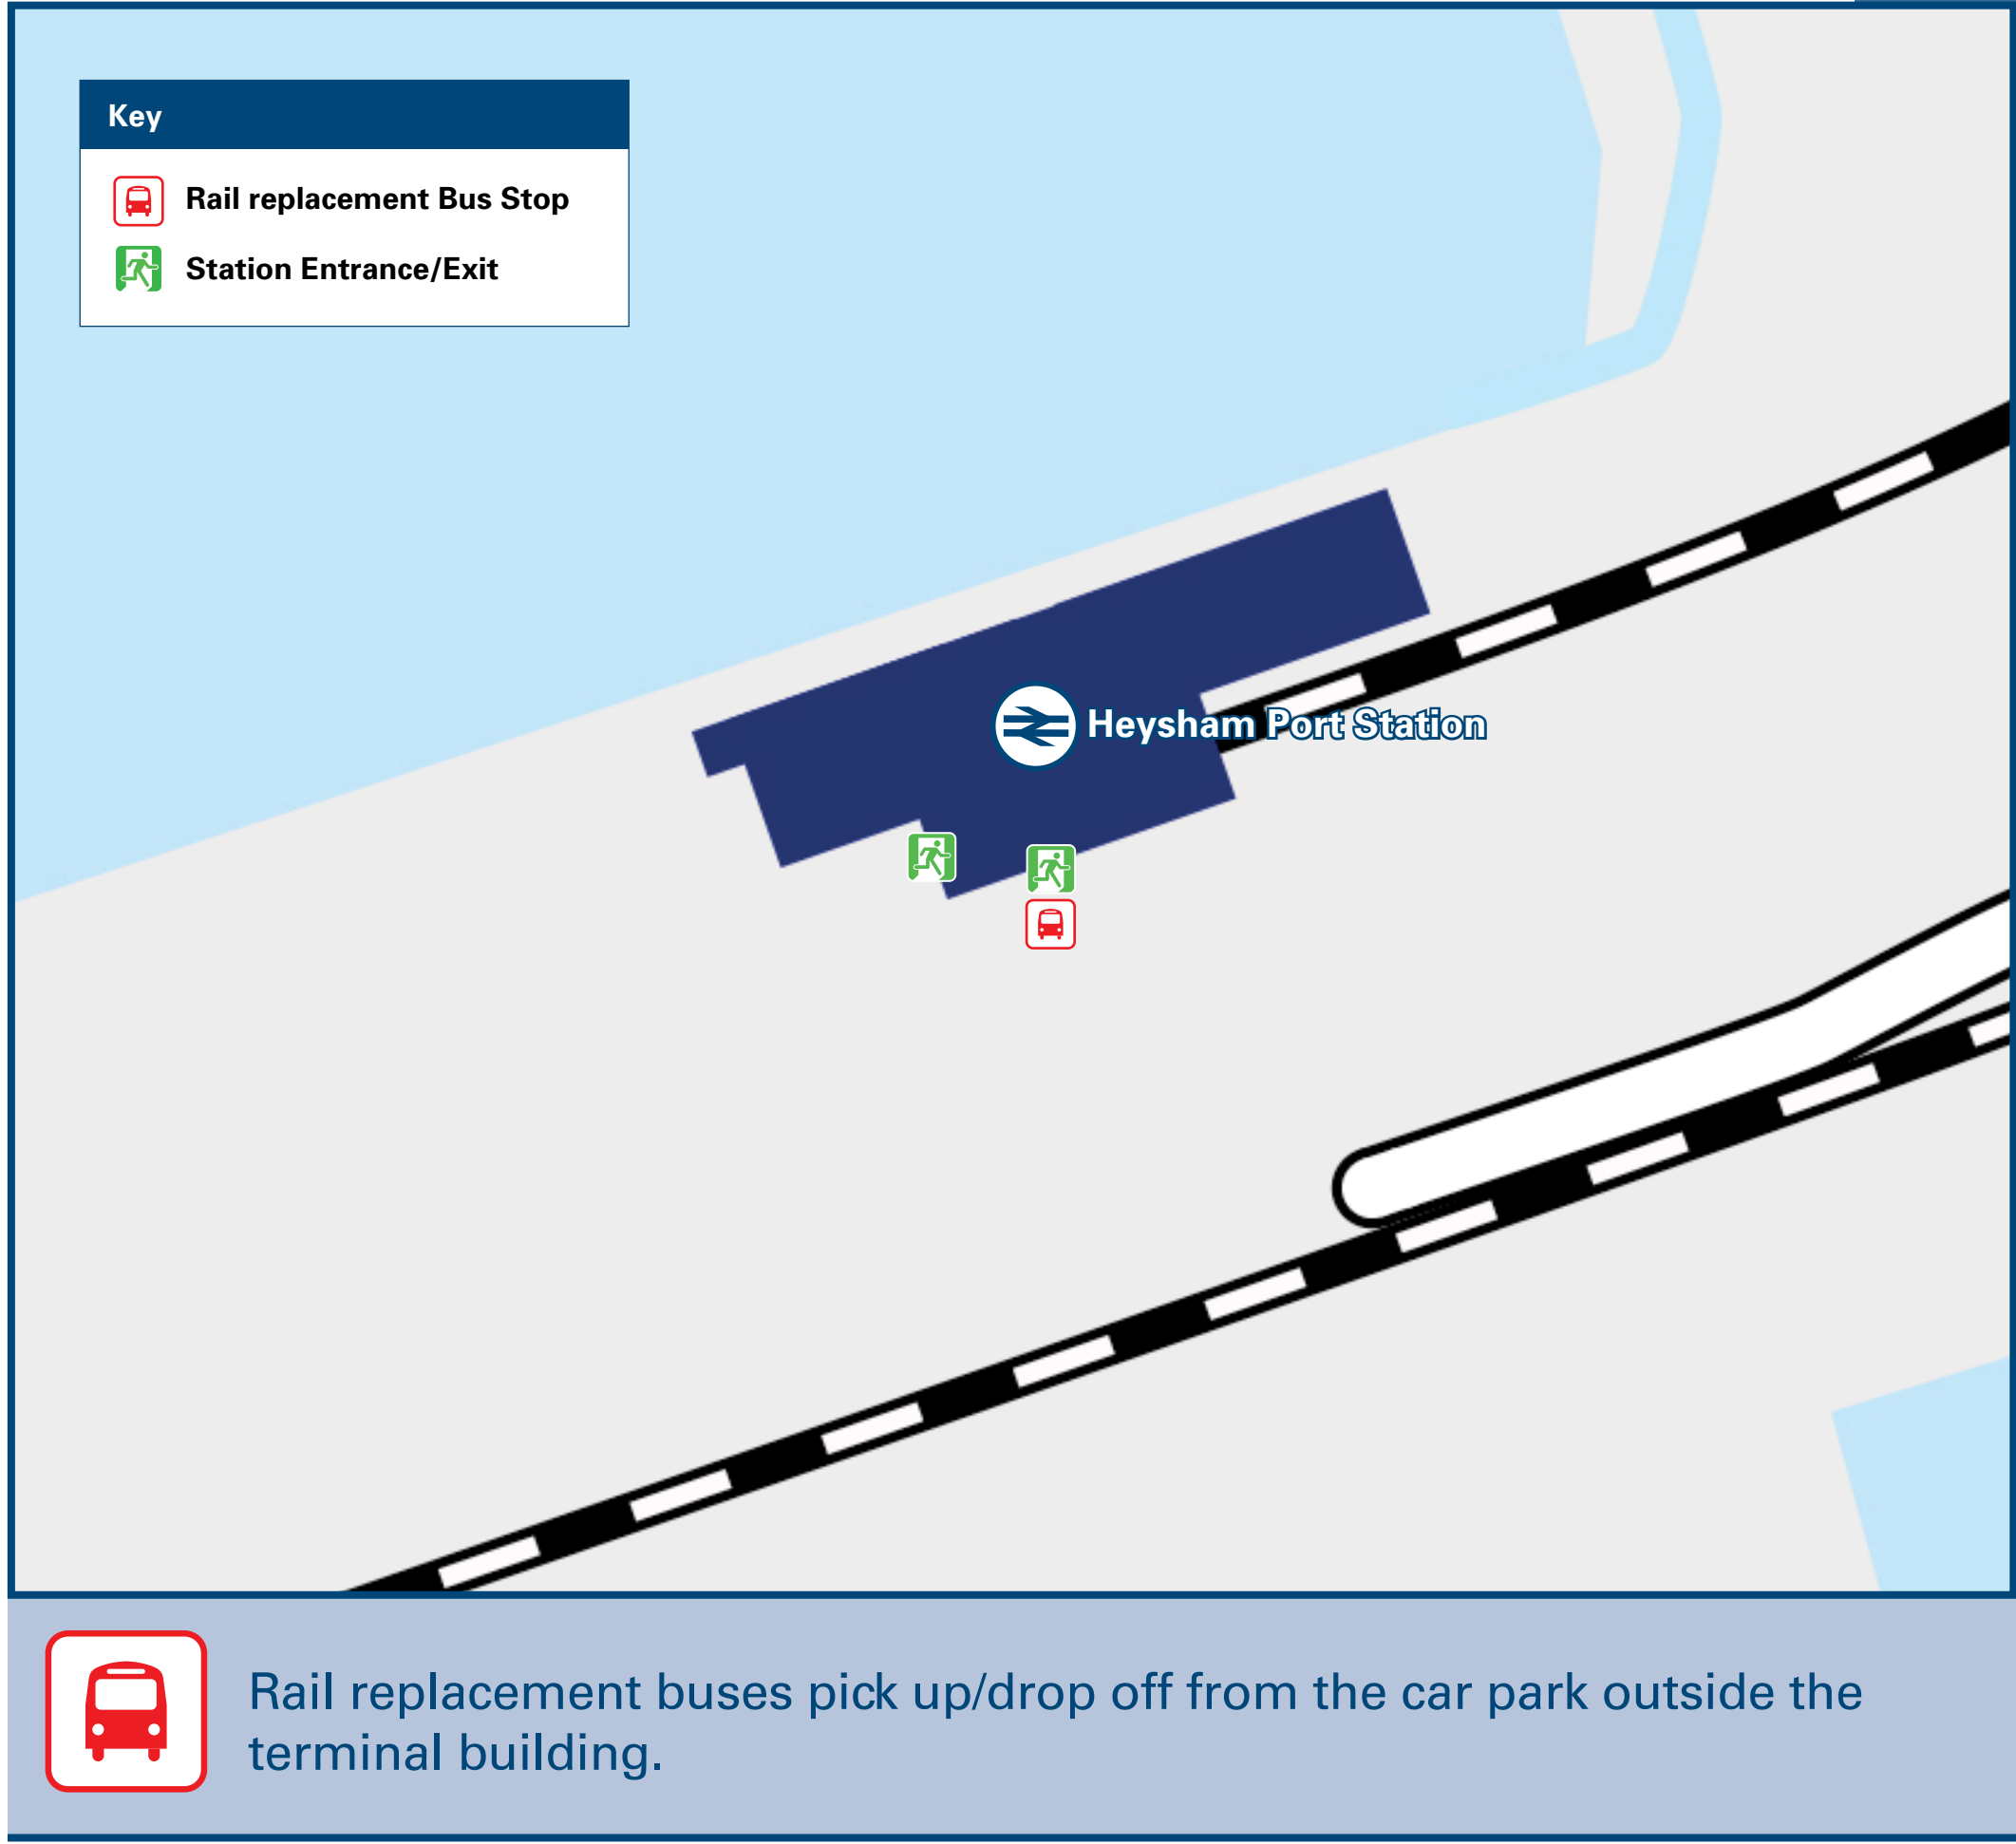 Key
Rail replacement Bus Stop
Station Entrance/Exit
Heysham Port Station
Rail replacement buses pick up/drop off from the car park outside the
terminal building.